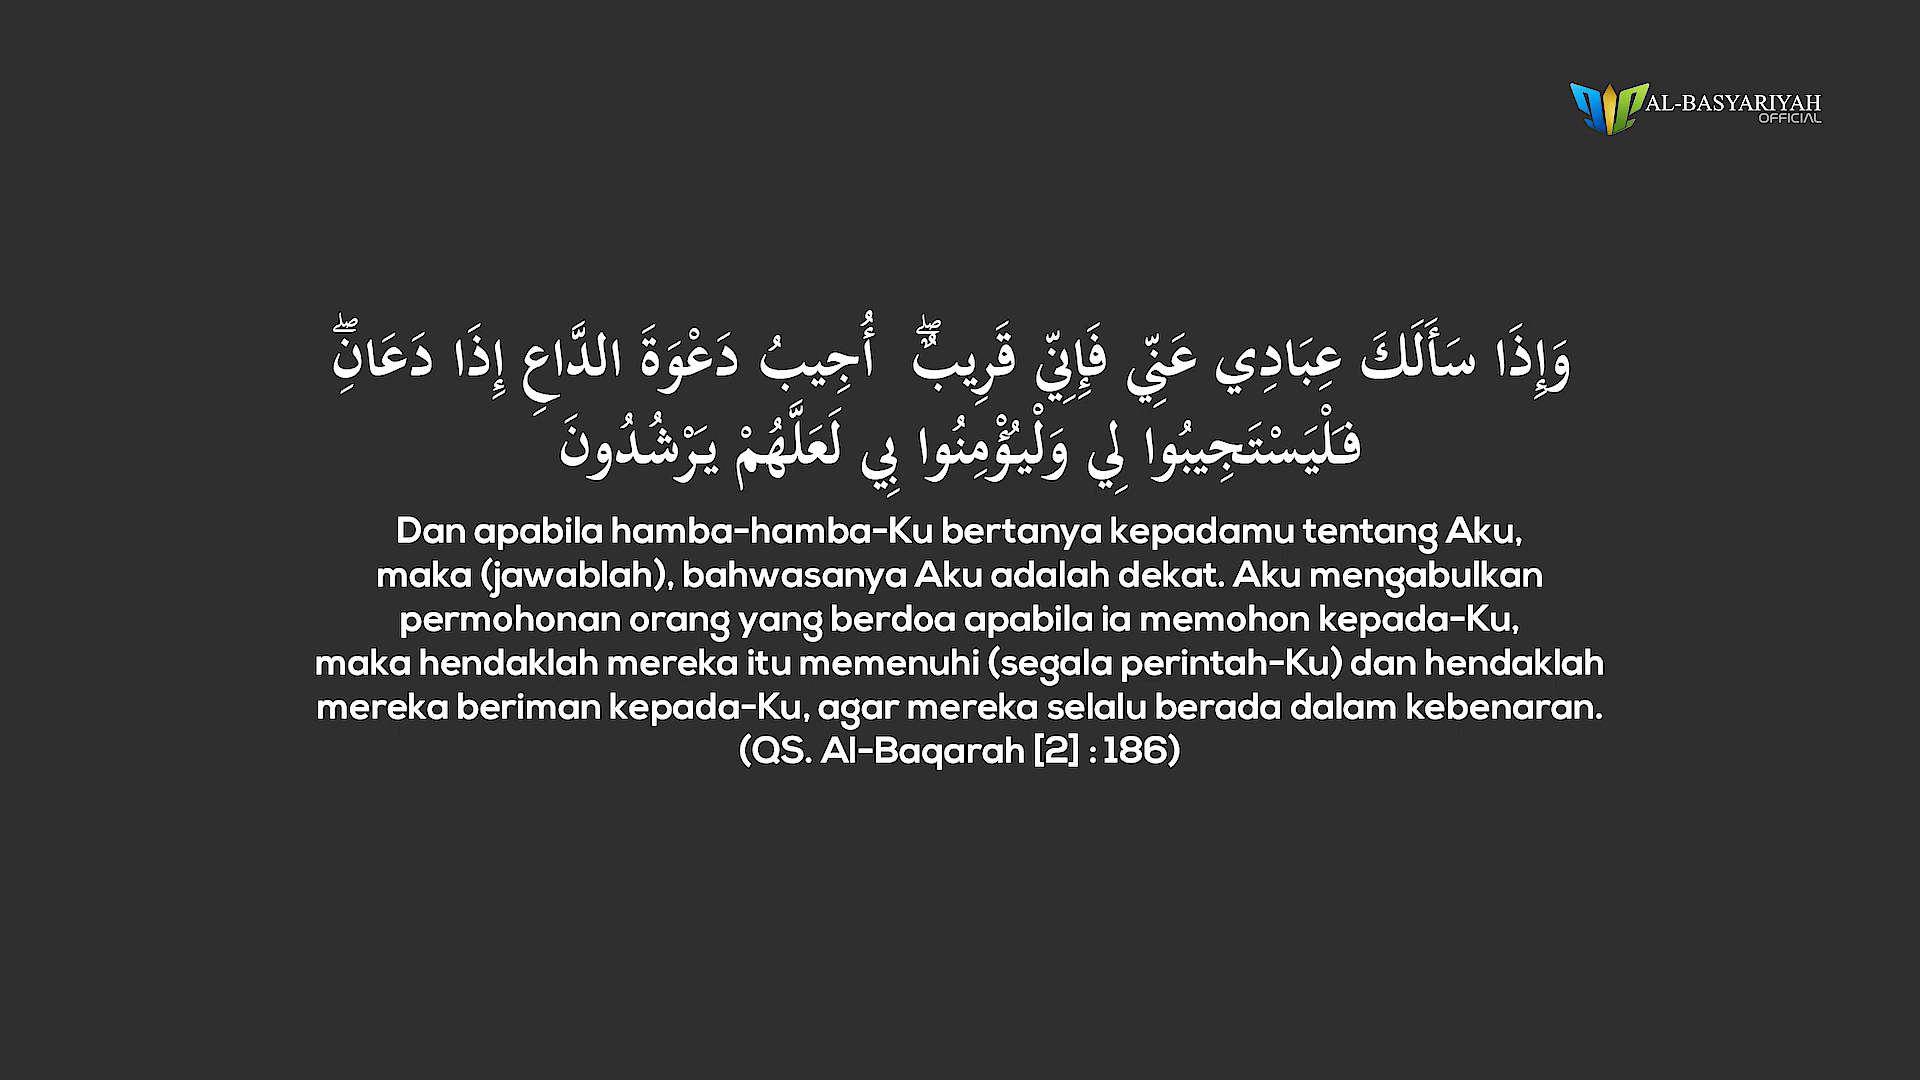 AL-BASYARIYAH
OFFICIAL
وَإِذَا سَأَلَكَ عِبَادِي عَنِّي فَإِنِّي قَرِيبٌ ۖ أُجِيبُ دَعْوَةَ الدَّاعِ إِذَا دَعَانِ ۖ
فَلْيَسْتَجِيبُوا لِي وَلْيُؤْمِنُوا بِي لَعَلَّهُمْ يَرْشُدُونَ
Dan apabila hamba-hamba-Ku bertanya kepadamu tentang Aku,
maka (jawablah), bahwasanya Aku adalah dekat. Aku mengabulkan
permohonan orang yang berdoa apabila ia memohon kepada-Ku,
maka hendaklah mereka itu memenuhi (segala perintah-Ku) dan hendaklah
mereka beriman kepada-Ku, agar mereka selalu berada dalam kebenaran.
(QS. Al-Baqarah [2] : 186)